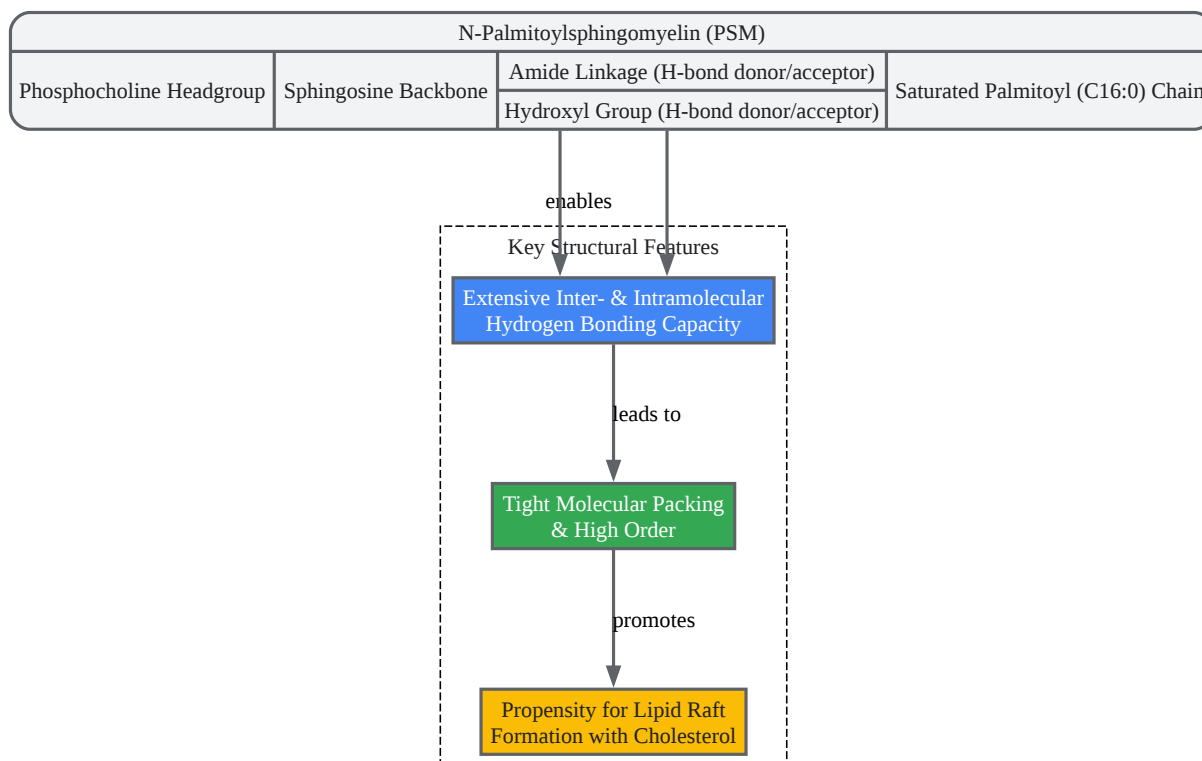 N-Palmitoylsphingomyelin (PSM)
Phosphocholine Headgroup
Sphingosine Backbone
Amide Linkage (H-bond donor/acceptor)
Hydroxyl Group (H-bond donor/acceptor)
Saturated Palmitoyl (C16:0) Chain
enables
Key Structural Features
Extensive Inter- & Intramolecular
Hydrogen Bonding Capacity
leads to
Tight Molecular Packing
& High Order
promotes
Propensity for Lipid Raft
Formation with Cholesterol